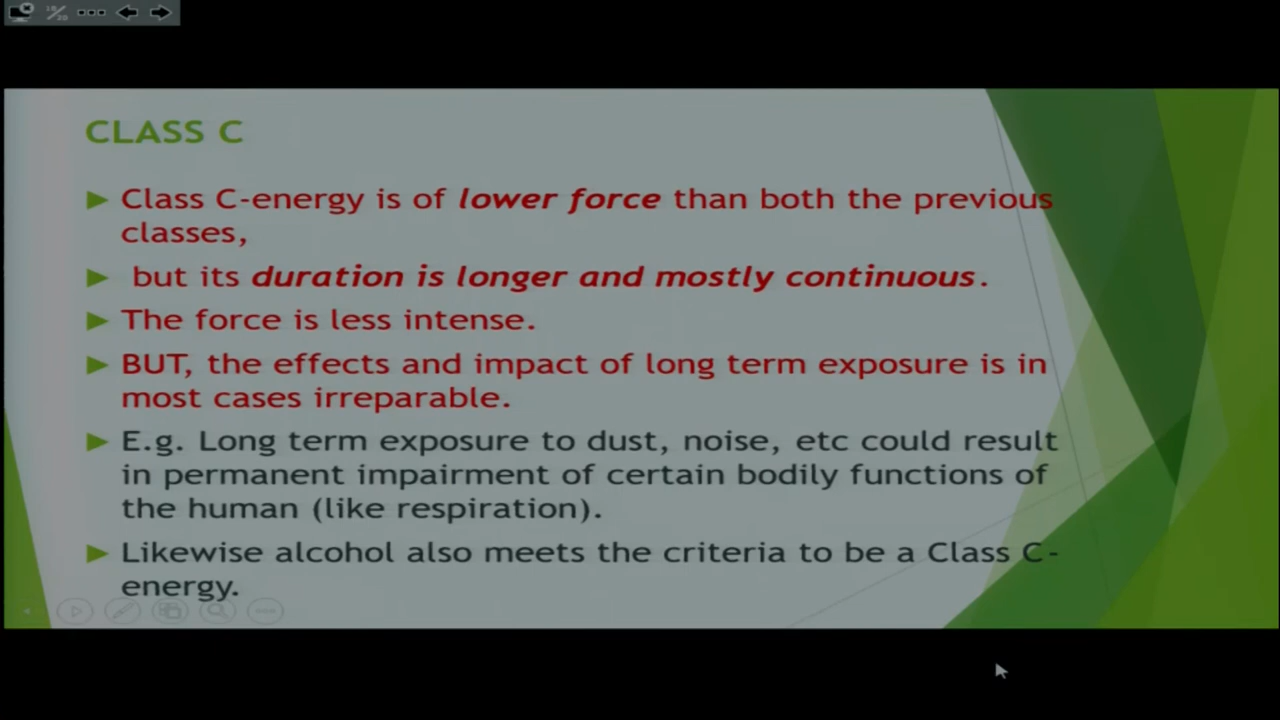 18/20
CLASS C
Class C-energy is of lower force than both the previous
classes,
but its duration is longer and mostly continuous.
The force is less intense.
BUT, the effects and impact of long term exposure is in
most cases irreparable.
E.g. Long term exposure to dust, noise, etc could result
in permanent impairment of certain bodily functions of
the human (like respiration).
Likewise alcohol also meets the criteria to be a Class C-
energy.